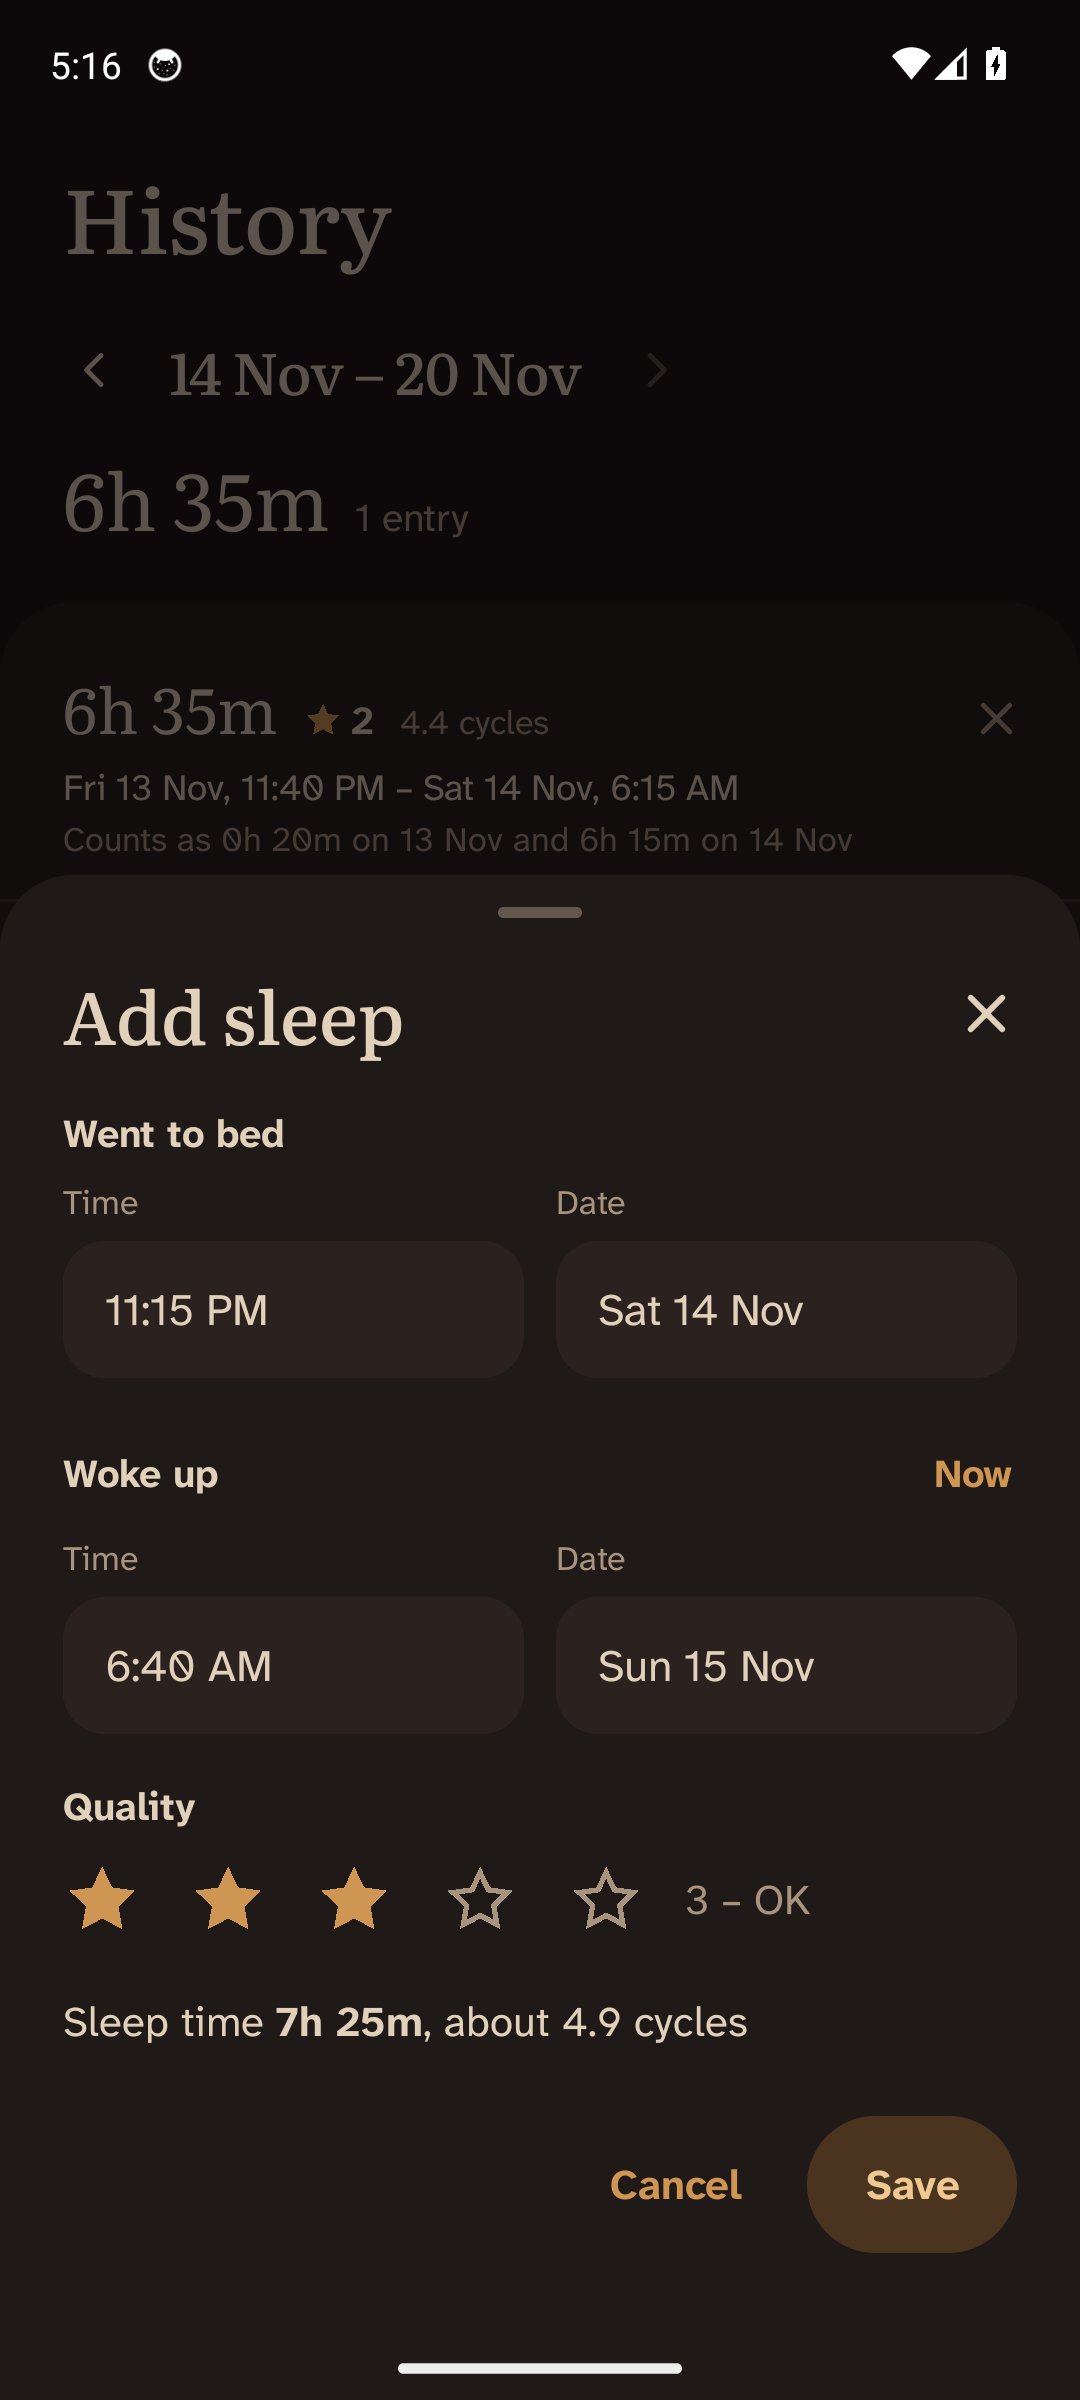 5:16
History
14 Nov – 20 Nov
6h 35m 1 entry
6h 35m 2 4.4 cycles
Fri 13 Nov, 11:40 PM – Sat 14 Nov, 6:15 AM
Counts as 0h 20m on 13 Nov and 6h 15m on 14 Nov
Add sleep
Went to bed
Time Date
11:15 PM Sat 14 Nov
Woke up Now
Time Date
6:40 AM Sun 15 Nov
Quality
3 – OK
Sleep time 7h 25m, about 4.9 cycles
Cancel Save